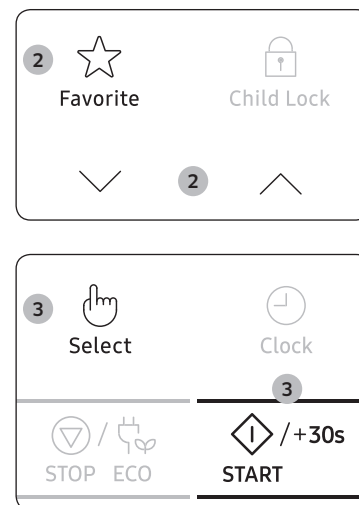 2
Favorite
Child Lock
2
3
Select
Clock
3
/
/+30s
STOP ECO
START